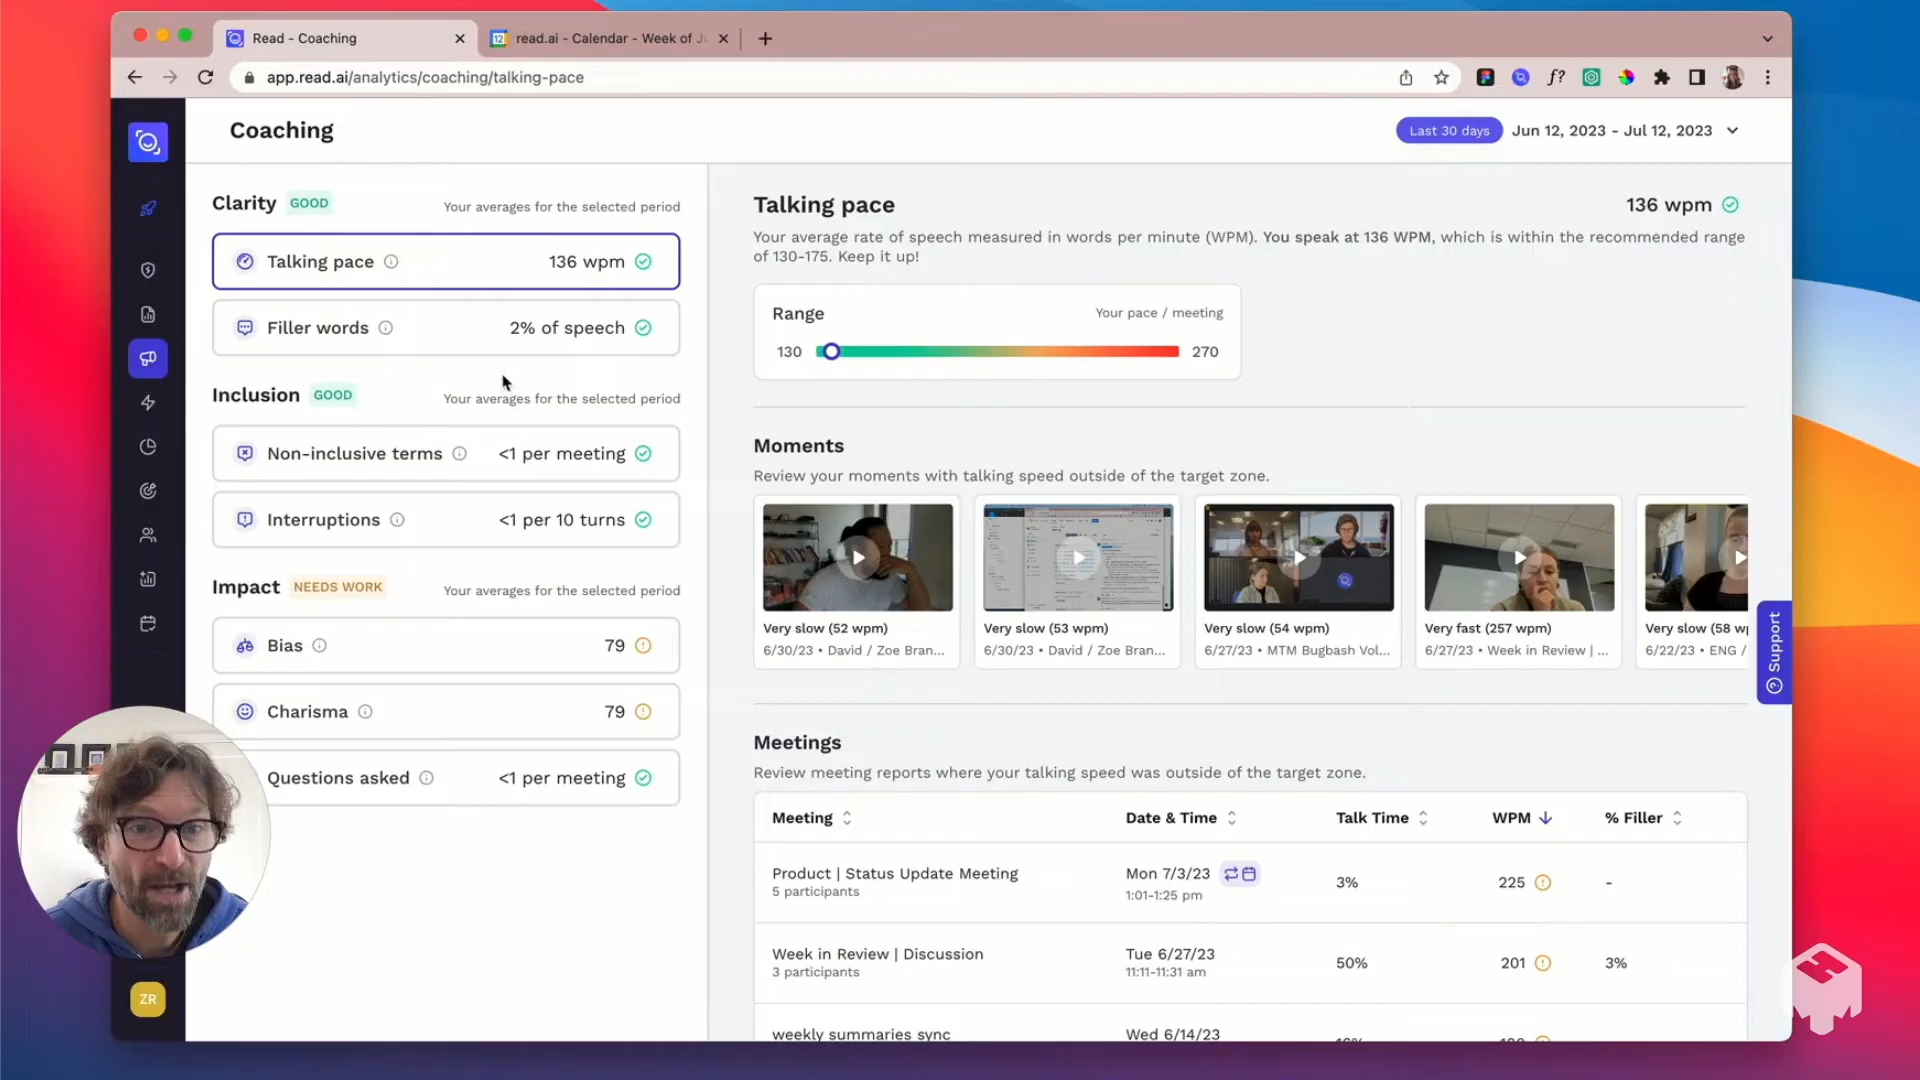 Read - Coaching
read.ai - Calendar - Week of
app.read.ai/analytics/coaching/talking-pace
Coaching
Last 30 days
Jun 12, 2023 - Jul 12, 2023
Clarity
GOOD
Your averages for the selected period
Talking pace
136 wpm
Filler words
2% of speech
Inclusion
GOOD
Your averages for the selected period
Non-inclusive terms
<1 per meeting
Interruptions
<1 per 10 turns
Impact
NEEDS WORK
Your averages for the selected period
Bias
79
Charisma
79
Questions asked
<1 per meeting
ZR
Talking pace
136 wpm
Your average rate of speech measured in words per minute (WPM). You speak at 136 WPM, which is within the recommended range
of 130-175. Keep it up!
Range
Your pace / meeting
130
270
Moments
Review your moments with talking speed outside of the target zone.
Very slow (52 wpm)
6/30/23 • David / Zoe Bran...
Very slow (53 wpm)
6/30/23 • David / Zoe Bran...
Very slow (54 wpm)
6/27/23 • MTM Bugbash Vol...
Very fast (257 wpm)
6/27/23 • Week in Review | ...
Very slow (58 w
6/22/23 • ENG /
Support
Meetings
Review meeting reports where your talking speed was outside of the target zone.
Meeting
Date & Time
Talk Time
WPM
% Filler
Product | Status Update Meeting
5 participants
Mon 7/3/23
1:01-1:25 pm
3%
225
-
Week in Review | Discussion
3 participants
Tue 6/27/23
11:11-11:31 am
50%
201
3%
weekly summaries sync
Wed 6/14/23